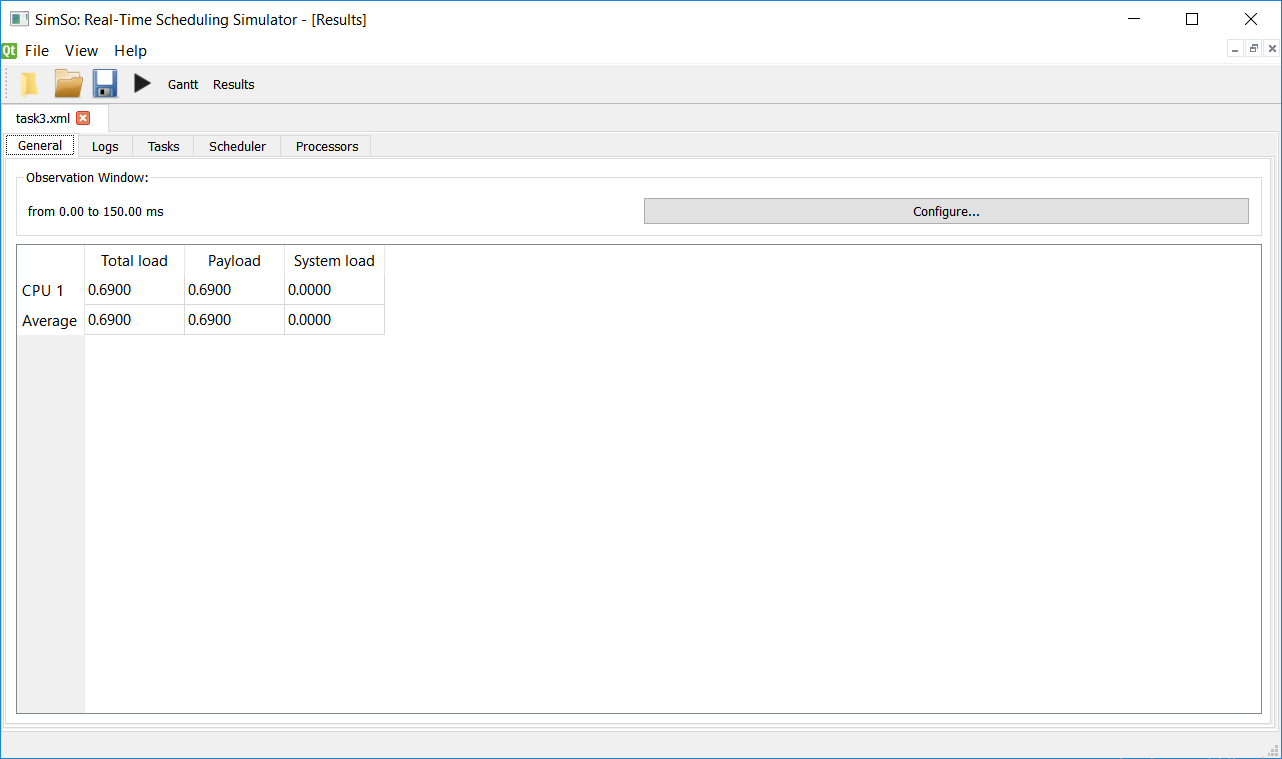 SimSo: Real-Time Scheduling Simulator - [Results]
Qt File View Help
Gantt Results
task3.xml
General Logs Tasks Scheduler Processors
Observation Window:
from 0.00 to 150.00 ms Configure...
Total load Payload System load
CPU 1 0.6900 0.6900 0.0000
Average 0.6900 0.6900 0.0000